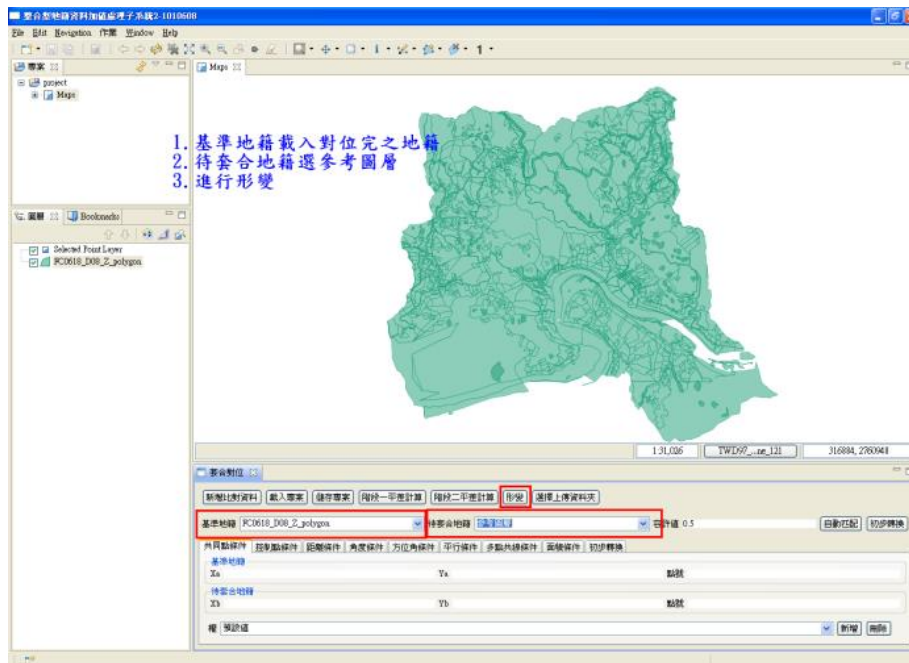 整合型地籍資料加值處理子系統2-1010608
File Edit Navigation 作業 Window Help
專案
Maps
project
Maps
1. 基準地籍載入對位完之地籍
2. 待套合地籍選參考圖層
3. 進行形變
圖層 Bookmarks
Selected Point Layer
FC0618_D08_Z_polygon
1:31,026 TWD97_...ne_121 316884, 2760948
套合對位
新增比對資料 載入專案 儲存專案 階段一平差計算 階段二平差計算 形變 選擇上傳資料夾
基準地籍 FC0618_D08_Z_polygon 待套合地籍 參考圖層 容許值 0.5 自動匹配 初步轉換
共同點條件 控制點條件 距離條件 角度條件 方位角條件 平行條件 多點共線條件 面積條件 初步轉換
基準地籍
Xa Ya 點號
待套合地籍
Xb Yb 點號
權 預設值 新增 刪除